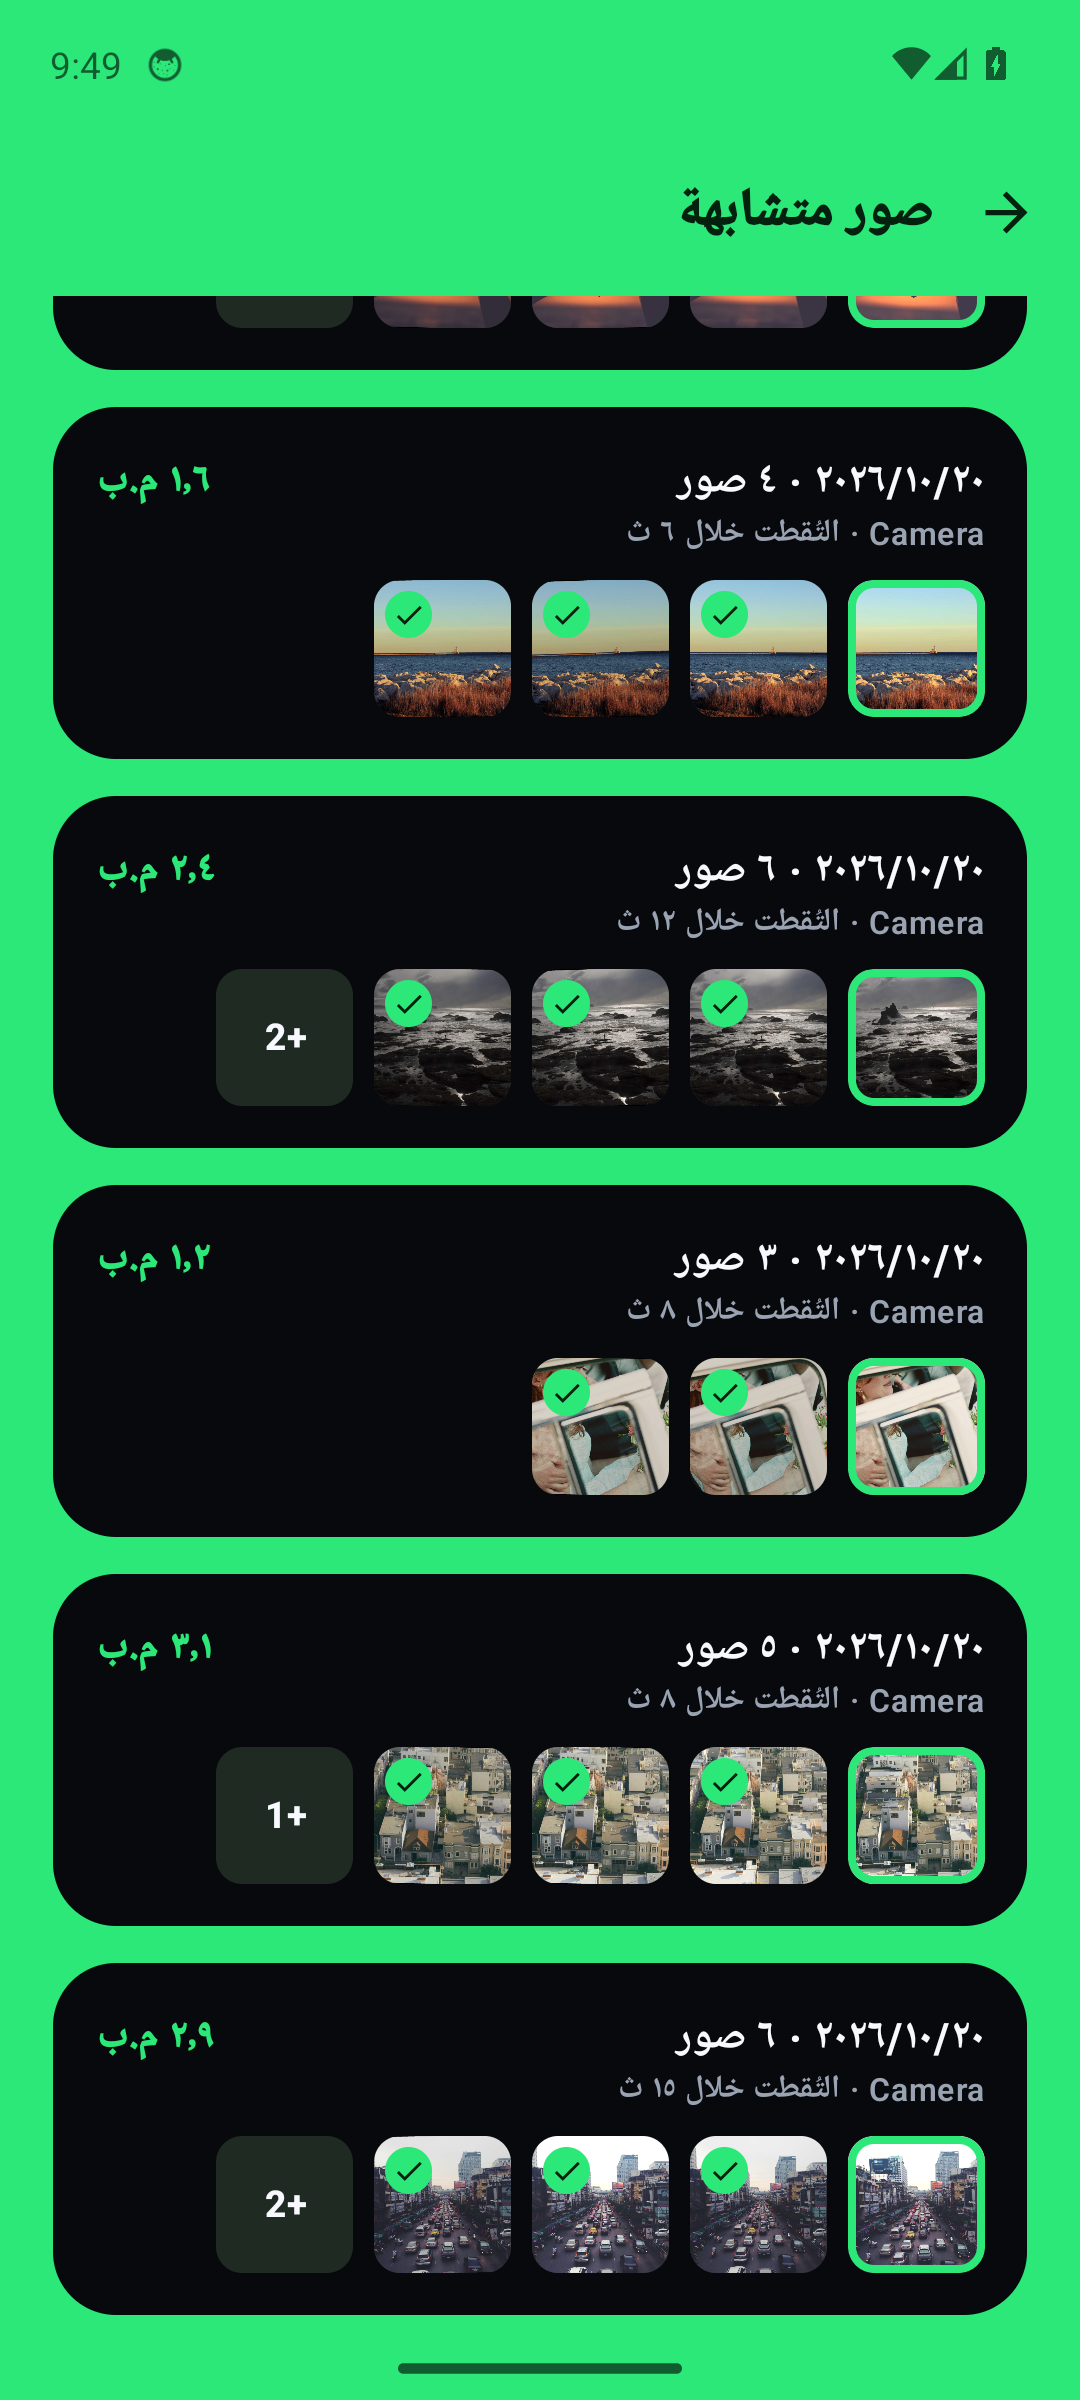 9:49
صور متشابهة
٢٠٢٦/١٠/٢٠ • ٤ صور
١,٦ م.ب
Camera · التُقطت خلال ٦ ث
٢٠٢٦/١٠/٢٠ • ٦ صور
٢,٤ م.ب
Camera · التُقطت خلال ١٢ ث
2+
٢٠٢٦/١٠/٢٠ • ٣ صور
١,٢ م.ب
Camera · التُقطت خلال ٨ ث
٢٠٢٦/١٠/٢٠ • ٥ صور
٣,١ م.ب
Camera · التُقطت خلال ٨ ث
1+
٢٠٢٦/١٠/٢٠ • ٦ صور
٢,٩ م.ب
Camera · التُقطت خلال ١٥ ث
2+